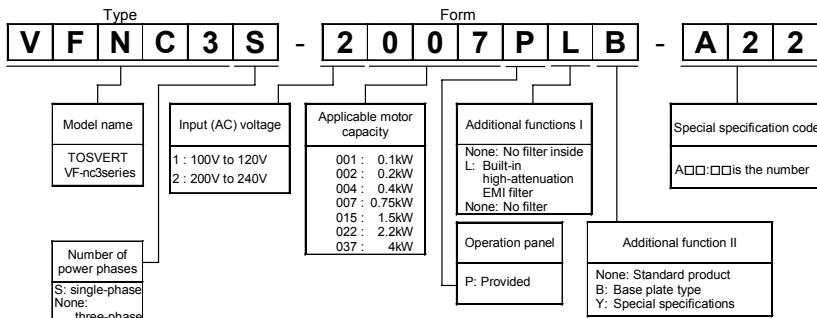 Type
Form
V F N C 3 S - 2 0 0 7 P L B - A 2 2
Model name
TOSVERT
VF-nc3series
Input (AC) voltage
1 : 100V to 120V
2 : 200V to 240V
Applicable motor
capacity
001 : 0.1kW
002 : 0.2kW
004 : 0.4kW
007 : 0.75kW
015 : 1.5kW
022 : 2.2kW
037 : 4kW
Additional functions I
None: No filter inside
L: Built-in
high-attenuation
EMI filter
None: No filter
Special specification code
A□□:□□is the number
Number of
power phases
S: single-phase
None:
three-phase
Operation panel
P: Provided
Additional function II
None: Standard product
B: Base plate type
Y: Special specifications